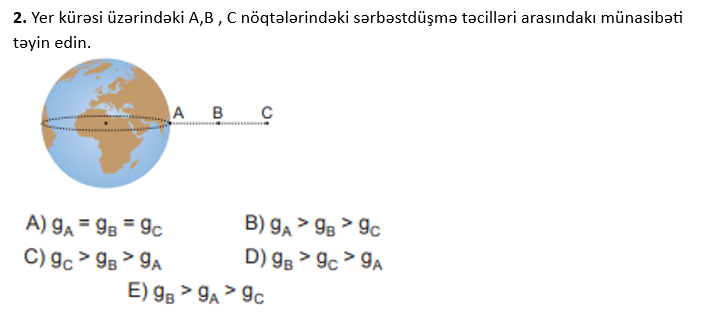 2. Yer kürəsi üzərindəki A,B , C nöqtələrindəki sərbəstdüşmə təcilləri arasındakı münasibəti
təyin edin.
A B C
A) gA = gB = gC B) gA > gB > gC
C) gC > gB > gA D) gB > gC > gA
E) gB > gA > gC